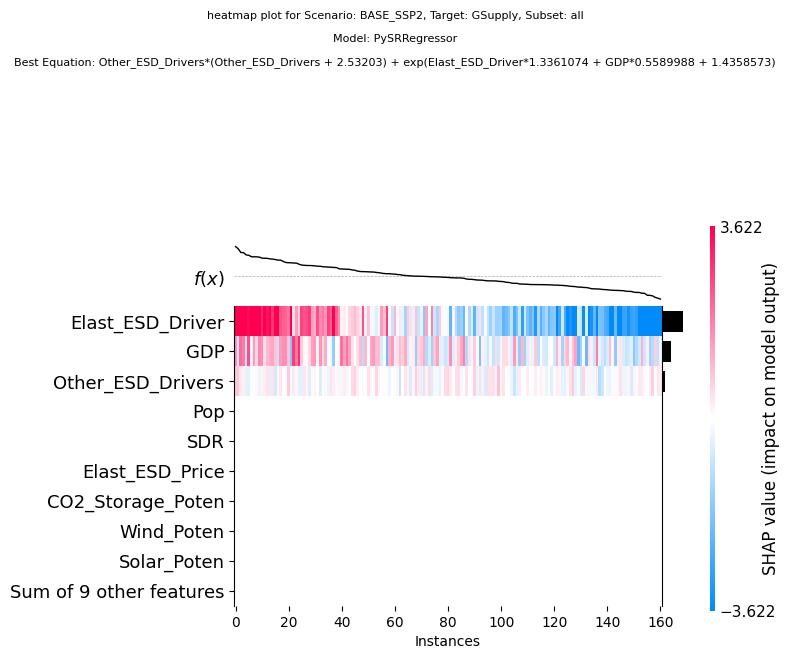 heatmap plot for Scenario: BASE_SSP2, Target: GSupply, Subset: all
Model: PySRRegressor
Best Equation: Other_ESD_Drivers*(Other_ESD_Drivers + 2.53203) + exp(Elast_ESD_Driver*1.3361074 + GDP*0.5589988 + 1.4358573)
f(x)
Elast_ESD_Driver
GDP
Other_ESD_Drivers
Pop
SDR
Elast_ESD_Price
CO2_Storage_Poten
Wind_Poten
Solar_Poten
Sum of 9 other features
0 20 40 60 80 100 120 140 160
Instances
3.622
−3.622
SHAP value (impact on model output)